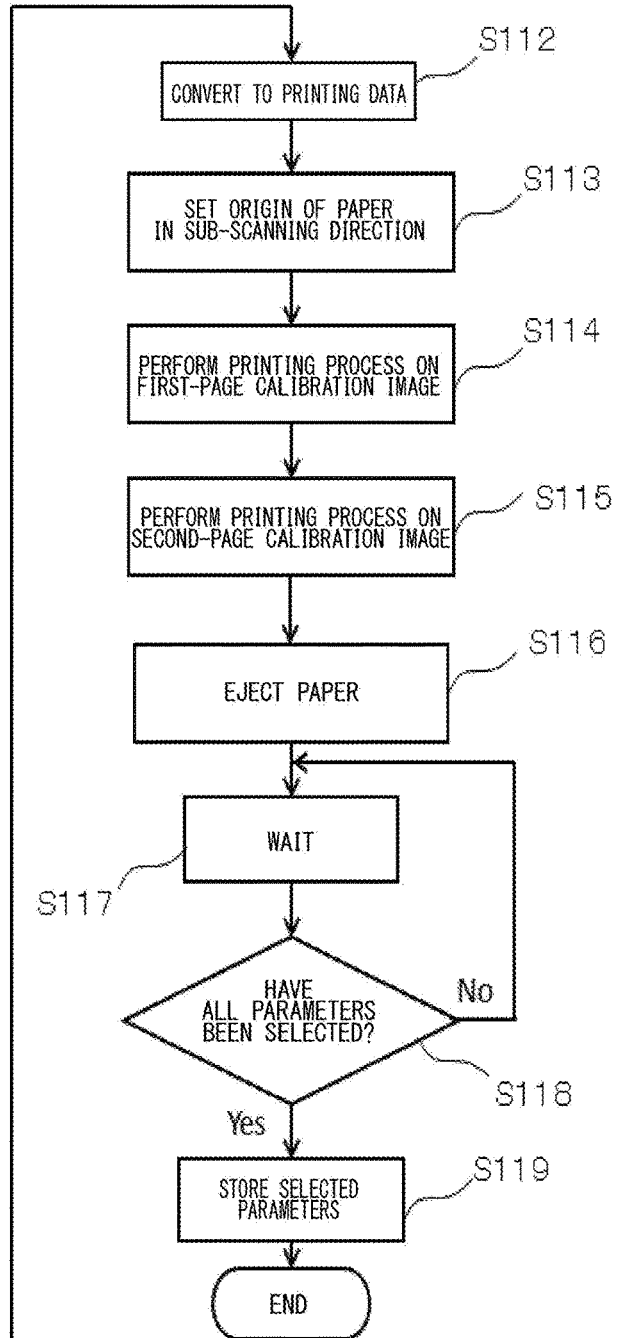 S112
CONVERT TO PRINTING DATA
S113
SET ORIGIN OF PAPER
IN SUB-SCANNING DIRECTION
S114
PERFORM PRINTING PROCESS ON
FIRST-PAGE CALIBRATION IMAGE
S115
PERFORM PRINTING PROCESS ON
SECOND-PAGE CALIBRATION IMAGE
S116
EJECT PAPER
WAIT
S117
HAVE
ALL PARAMETERS
BEEN SELECTED?
No
S118
Yes
S119
STORE SELECTED
PARAMETERS
END